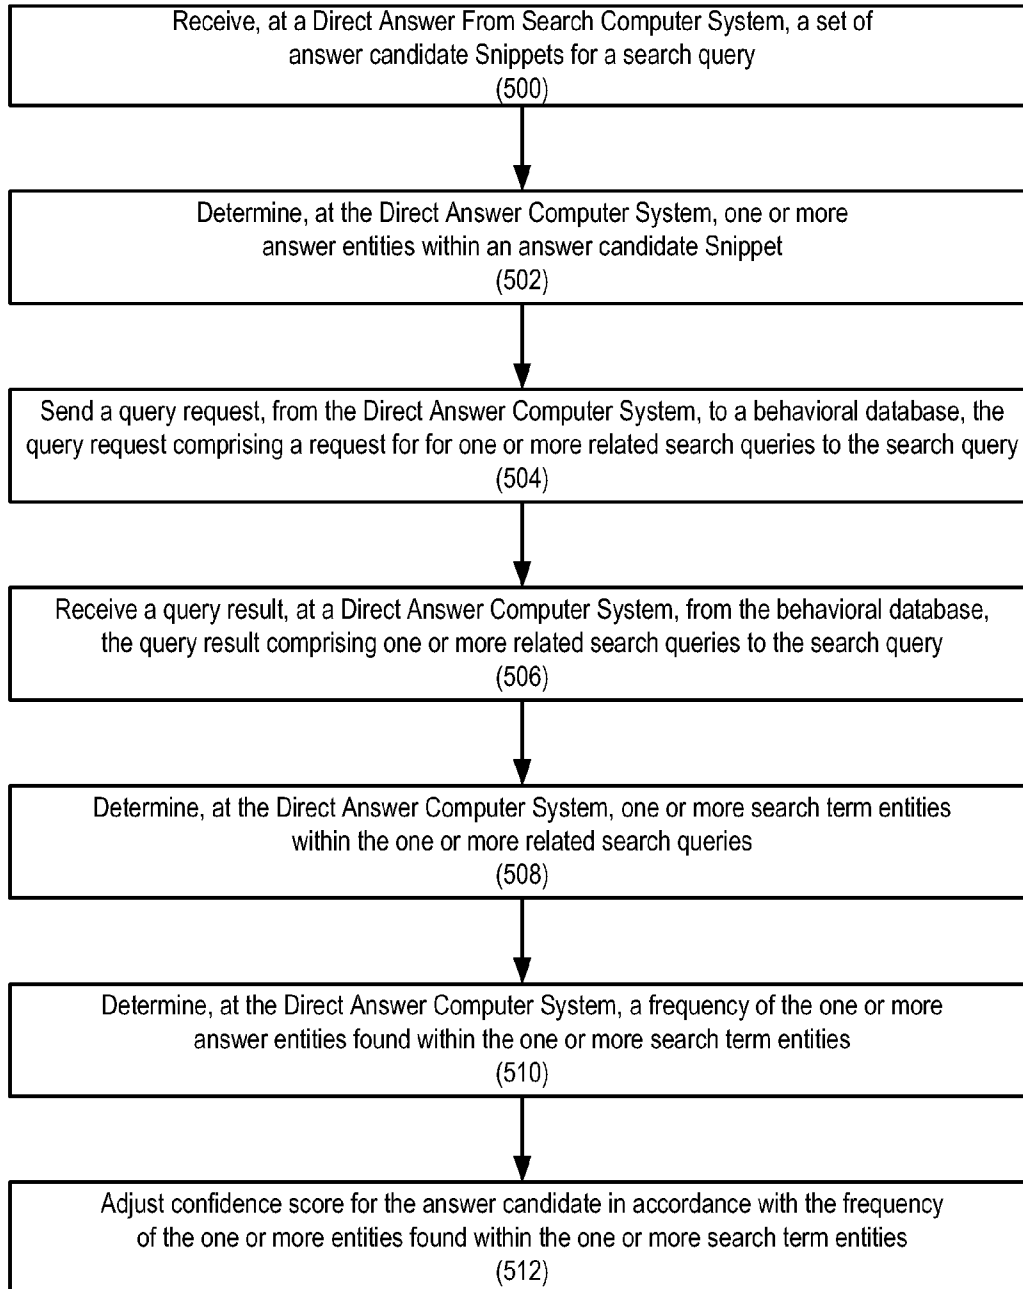 Receive, at a Direct Answer From Search Computer System, a set of
answer candidate Snippets for a search query
(500)
Determine, at the Direct Answer Computer System, one or more
answer entities within an answer candidate Snippet
(502)
Send a query request, from the Direct Answer Computer System, to a behavioral database, the
query request comprising a request for for one or more related search queries to the search query
(504)
Receive a query result, at a Direct Answer Computer System, from the behavioral database,
the query result comprising one or more related search queries to the search query
(506)
Determine, at the Direct Answer Computer System, one or more search term entities
within the one or more related search queries
(508)
Determine, at the Direct Answer Computer System, a frequency of the one or more
answer entities found within the one or more search term entities
(510)
Adjust confidence score for the answer candidate in accordance with the frequency
of the one or more entities found within the one or more search term entities
(512)